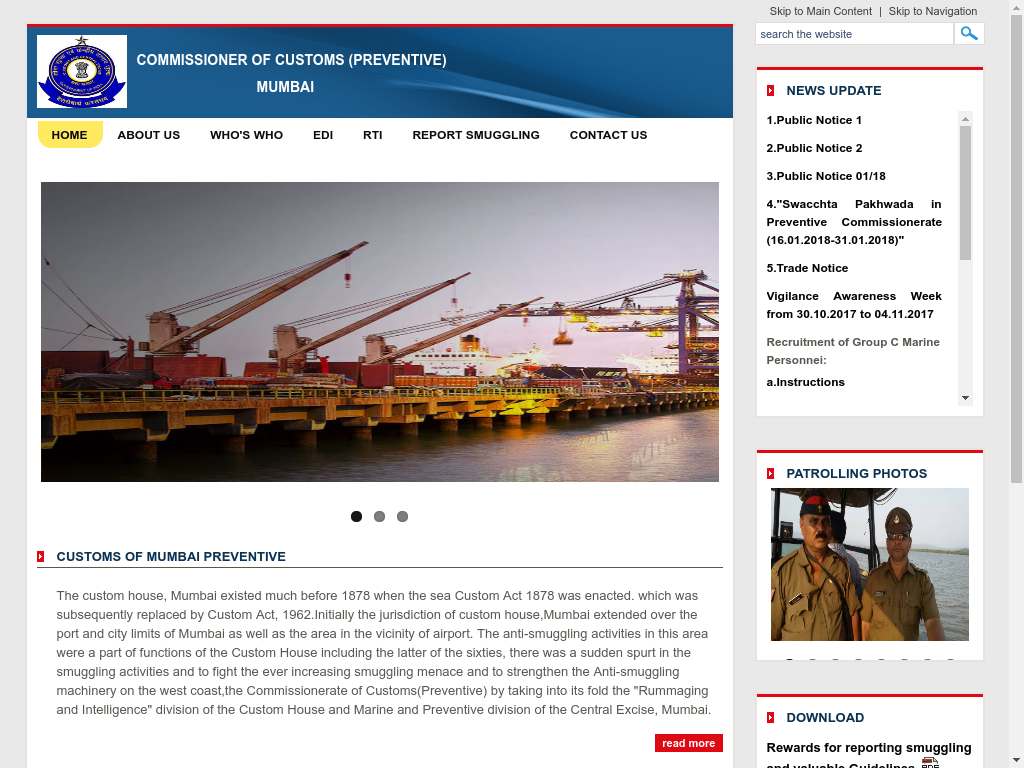 Skip to Main Content | Skip to Navigation
search the website
COMMISSIONER OF CUSTOMS (PREVENTIVE)
MUMBAI
HOME ABOUT US WHO'S WHO EDI RTI REPORT SMUGGLING CONTACT US
CUSTOMS OF MUMBAI PREVENTIVE
The custom house, Mumbai existed much before 1878 when the sea Custom Act 1878 was enacted. which was
subsequently replaced by Custom Act, 1962.Initially the jurisdiction of custom house,Mumbai extended over the
port and city limits of Mumbai as well as the area in the vicinity of airport. The anti-smuggling activities in this area
were a part of functions of the Custom House including the latter of the sixties, there was a sudden spurt in the
smuggling activities and to fight the ever increasing smuggling menace and to strengthen the Anti-smuggling
machinery on the west coast,the Commissionerate of Customs(Preventive) by taking into its fold the "Rummaging
and Intelligence" division of the Custom House and Marine and Preventive division of the Central Excise, Mumbai.
read more
NEWS UPDATE
1.Public Notice 1
2.Public Notice 2
3.Public Notice 01/18
4."Swacchta Pakhwada in
Preventive Commissionerate
(16.01.2018-31.01.2018)"
5.Trade Notice
Vigilance Awareness Week
from 30.10.2017 to 04.11.2017
Recruitment of Group C Marine
Personnei:
a.Instructions
PATROLLING PHOTOS
DOWNLOAD
Rewards for reporting smuggling
and valuable Guidelines